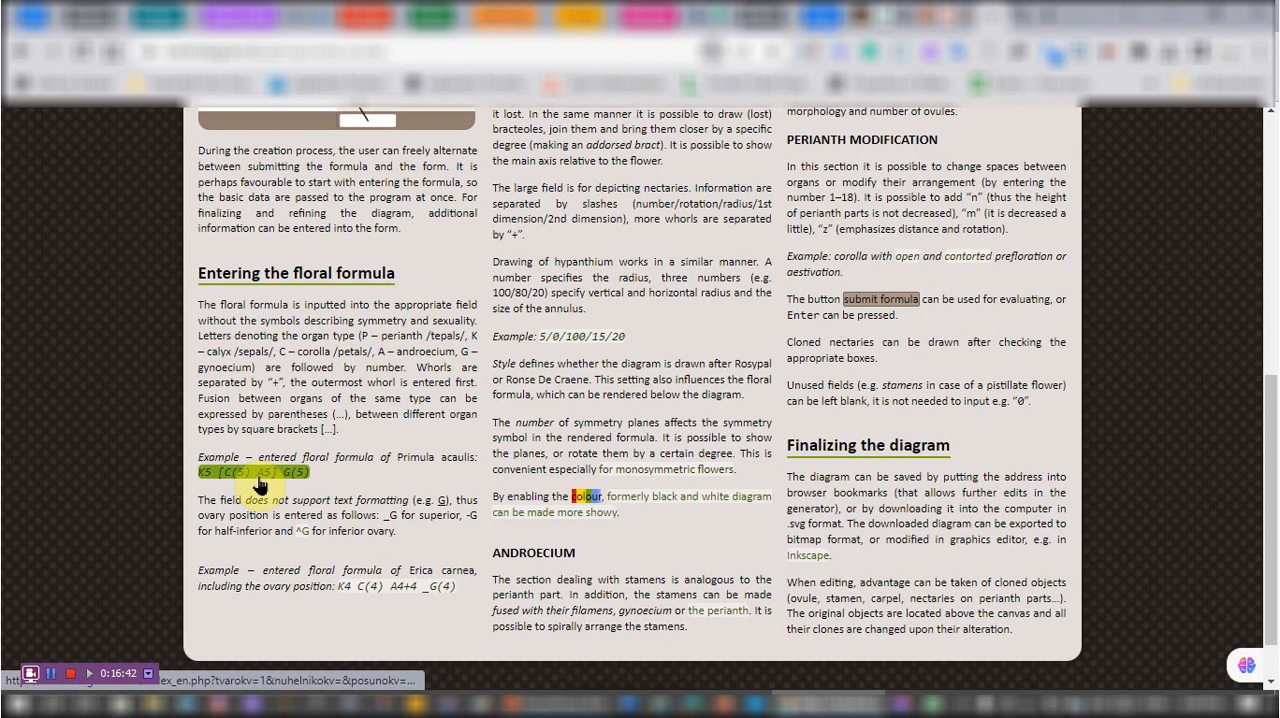 During the creation process, the user can freely alternate
between submitting the formula and the form. It is
perhaps favourable to start with entering the formula, so
the basic data are passed to the program at once. For
finalizing and refining the diagram, additional
information can be entered into the form.
Entering the floral formula
The floral formula is inputted into the appropriate field
without the symbols describing symmetry and sexuality.
Letters denoting the organ type (P – perianth /tepals/, K
– calyx /sepals/, C – corolla /petals/, A – androecium, G –
gynoecium) are followed by number. Whorls are
separated by “+”, the outermost whorl is entered first.
Fusion between organs of the same type can be
expressed by parentheses (...), between different organ
types by square brackets [...].
Example – entered floral formula of Primula acaulis:
K5 [C(5) A5] G(5)
The field does not support text formatting (e.g. G), thus
ovary position is entered as follows: _G for superior, -G
for half-inferior and ^G for inferior ovary.
Example – entered floral formula of Erica carnea,
including the ovary position: K4 C(4) A4+4 _G(4)
it lost. In the same manner it is possible to draw (lost)
bracteoles, join them and bring them closer by a specific
degree (making an addorsed bract). It is possible to show
the main axis relative to the flower.
The large field is for depicting nectaries. Information are
separated by slashes (number/rotation/radius/1st
dimension/2nd dimension), more whorls are separated
by “+”.
Drawing of hypanthium works in a similar manner. A
number specifies the radius, three numbers (e.g.
100/80/20) specify vertical and horizontal radius and the
size of the annulus.
Example: 5/0/100/15/20
Style defines whether the diagram is drawn after Rosypal
or Ronse De Craene. This setting also influences the floral
formula, which can be rendered below the diagram.
The number of symmetry planes affects the symmetry
symbol in the rendered formula. It is possible to show
the planes, or rotate them by a certain degree. This is
convenient especially for monosymmetric flowers.
By enabling the colour, formerly black and white diagram
can be made more showy.
ANDROECIUM
The section dealing with stamens is analogous to the
perianth part. In addition, the stamens can be made
fused with their filamens, gynoecium or the perianth. It is
possible to spirally arrange the stamens.
morphology and number of ovules.
PERIANTH MODIFICATION
In this section it is possible to change spaces between
organs or modify their arrangement (by entering the
number 1–18). It is possible to add “n” (thus the height
of perianth parts is not decreased), “m” (it is decreased a
little), “z” (emphasizes distance and rotation).
Example: corolla with open and contorted prefloration or
aestivation.
The button submit formula can be used for evaluating, or
Enter can be pressed.
Cloned nectaries can be drawn after checking the
appropriate boxes.
Unused fields (e.g. stamens in case of a pistillate flower)
can be left blank, it is not needed to input e.g. “0”.
Finalizing the diagram
The diagram can be saved by putting the address into
browser bookmarks (that allows further edits in the
generator), or by downloading it into the computer in
.svg format. The downloaded diagram can be exported to
bitmap format, or modified in graphics editor, e.g. in
Inkscape.
When editing, advantage can be taken of cloned objects
(ovule, stamen, carpel, nectaries on perianth parts...).
The original objects are located above the canvas and all
their clones are changed upon their alteration.
0:16:42
ex_en.php?tvarokv=1&nuhelnikokv=&posunokv=...